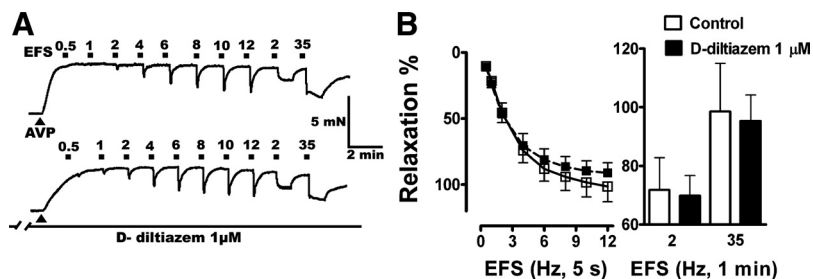 A
EFS 0.5 1 2 4 6 8 10 12 2 35
AVP
5 mN
2 min
0.5 1 2 4 6 8 10 12 2 35
D- diltiazem 1µM
B
Control
D-diltiazem 1 µM
Relaxation %
0
50
100
0 3 6 9 12
EFS (Hz, 5 s)
120
100
80
60
2 35
EFS (Hz, 1 min)